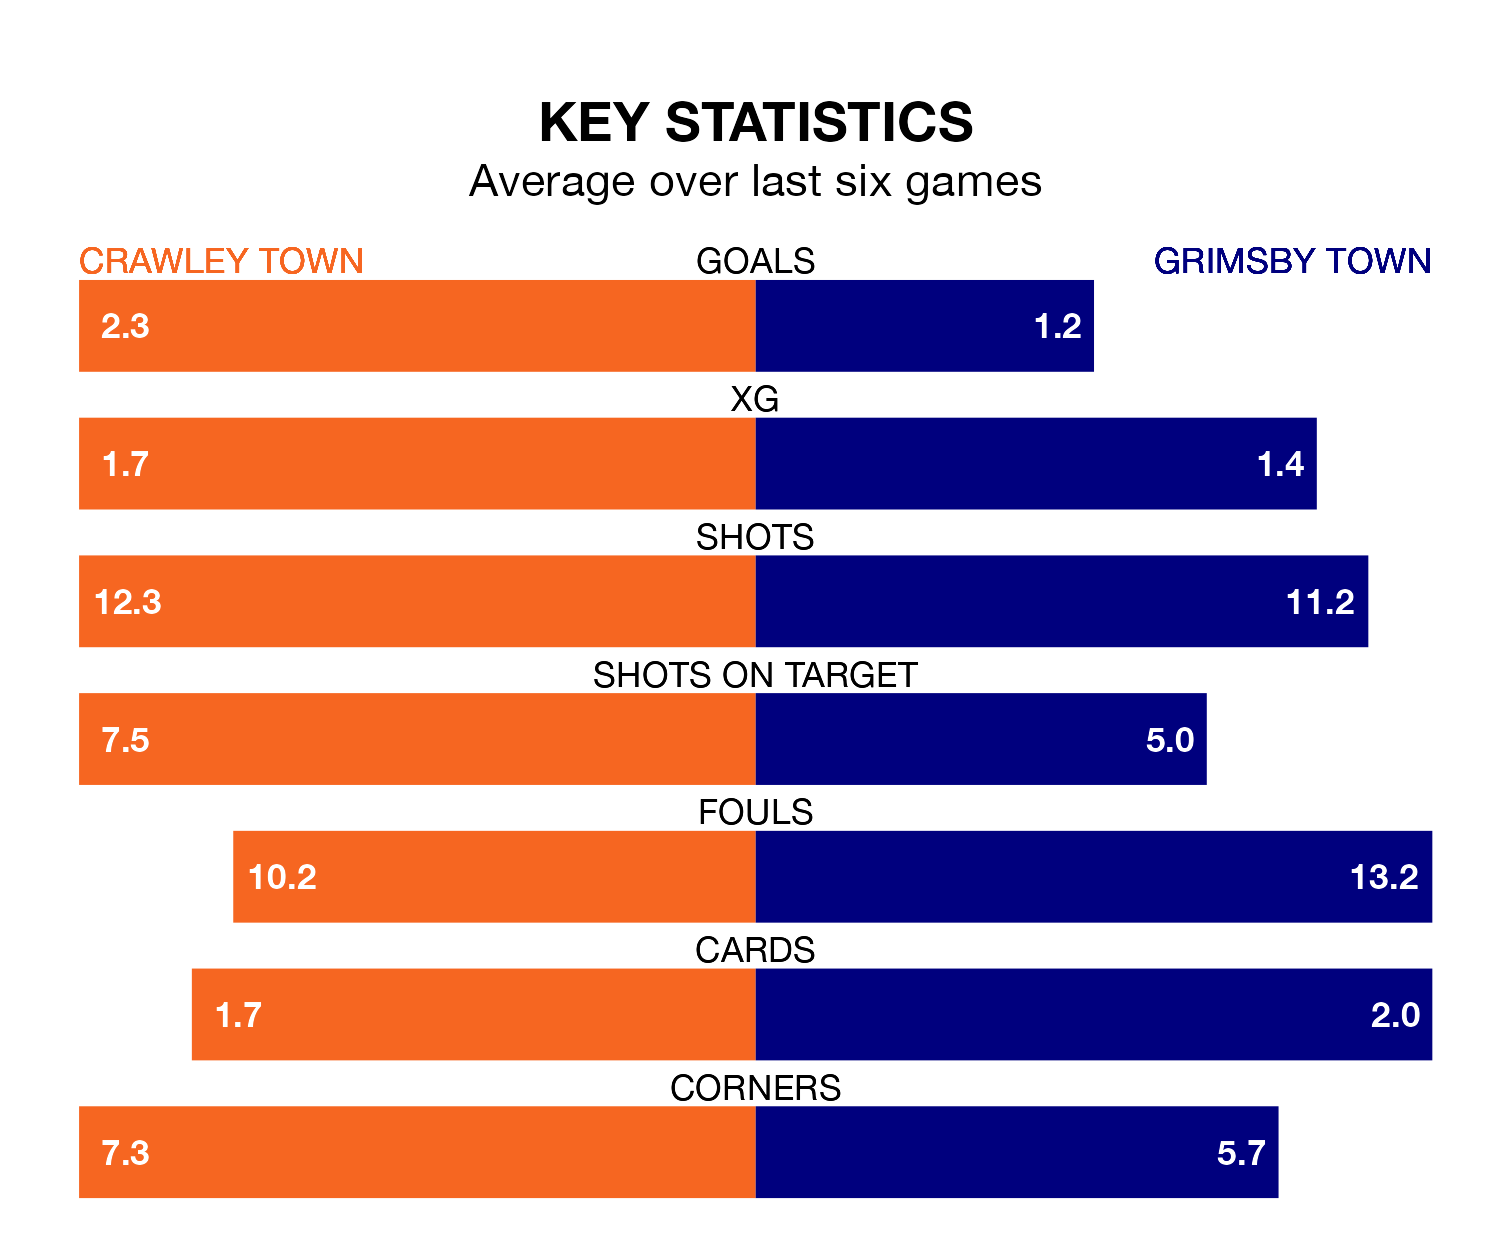 KEY STATISTICS
Average over last six games
CRAWLEY TOWN GOALS GRIMSBY TOWN
2.3 1.2
XG
1.7 1.4
SHOTS
12.3 11.2
SHOTS ON TARGET
7.5 5.0
FOULS
10.2 13.2
CARDS
1.7 2.0
CORNERS
7.3 5.7